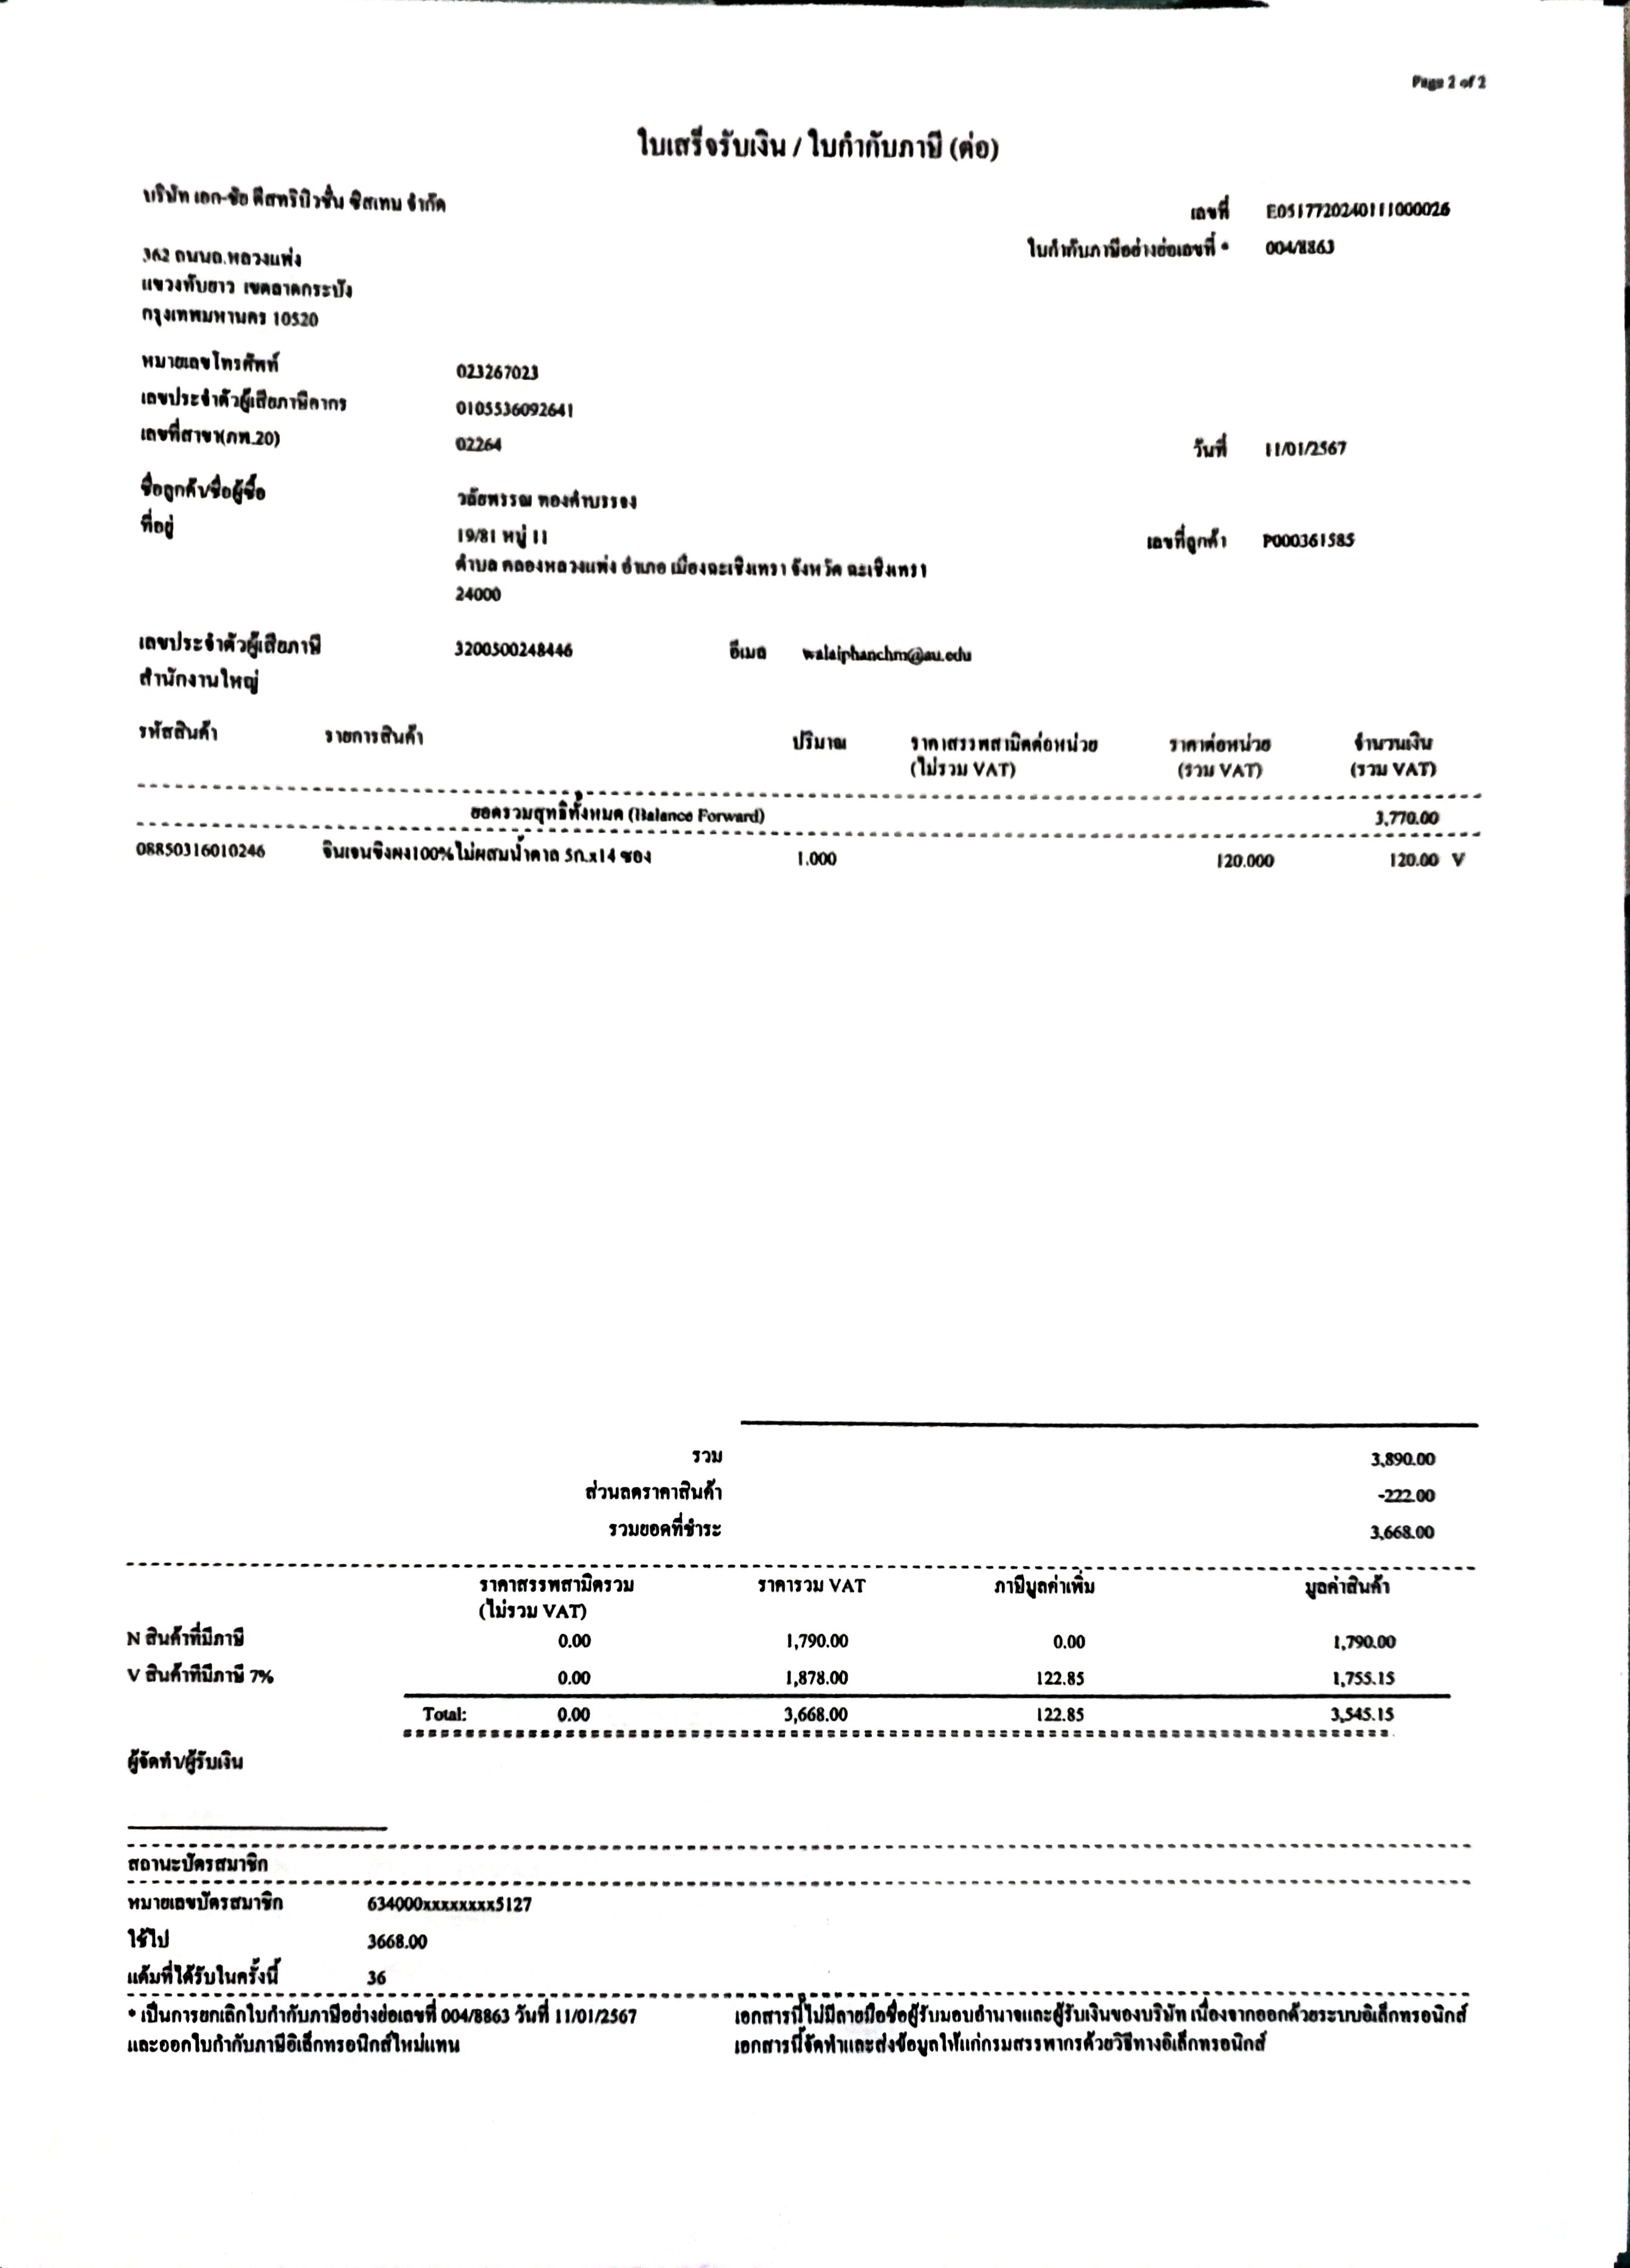 Page 2 of 2
ใบเสร็จรับเงิน / ใบกำกับภาษี (ต่อ)
บริษัท เอก-ชัย ดีสทริบิวชั่น ซิสเทม จำกัด
เลขที่ E0517720240111000026
ใบกำกับภาษีอย่างย่อเลขที่ * 004/8863
362 ถนนถ.หลวงแพ่ง
แขวงทับยาว เขตลาดกระบัง
กรุงเทพมหานคร 10520
หมายเลขโทรศัพท์ 023267023
เลขประจำตัวผู้เสียภาษีอากร 0105536092641
เลขที่สาขา(ภพ.20) 02264
วันที่ 11/01/2567
ชื่อลูกค้า/ชื่อผู้ซื้อ วลัยพรรณ ทองคำบรรจง
ที่อยู่ 19/81 หมู่ 11
เลขที่ลูกค้า P000361585
ตำบล คลองหลวงแพ่ง อำเภอ เมืองฉะเชิงเทรา จังหวัด ฉะเชิงเทรา
24000
เลขประจำตัวผู้เสียภาษี 3200500248446 อีเมล walaiphanchm@au.edu
สำนักงานใหญ่
รหัสสินค้า รายการสินค้า ปริมาณ ราคาสรรพสามิตต่อหน่วย ราคาต่อหน่วย จำนวนเงิน
(ไม่รวม VAT) (รวม VAT) (รวม VAT)
ยอดรวมสุทธิทั้งหมด (Balance Forward) 3,770.00
08850316010246 จินเจนขิงผง100%ไม่ผสมน้ำตาล 5ก.x14 ซอง 1.000 120.000 120.00 V
รวม 3,890.00
ส่วนลดราคาสินค้า -222.00
รวมยอดที่ชำระ 3,668.00
ราคาสรรพสามิตรวม ราคารวม VAT ภาษีมูลค่าเพิ่ม มูลค่าสินค้า
(ไม่รวม VAT)
N สินค้าที่มีภาษี 0.00 1,790.00 0.00 1,790.00
V สินค้าที่มีภาษี 7% 0.00 1,878.00 122.85 1,755.15
Total: 0.00 3,668.00 122.85 3,545.15
ผู้จัดทำ/ผู้รับเงิน
สถานะบัตรสมาชิก
หมายเลขบัตรสมาชิก 634000xxxxxxxx5127
ใช้ไป 3668.00
แต้มที่ได้รับในครั้งนี้ 36
* เป็นการยกเลิกใบกำกับภาษีอย่างย่อเลขที่ 004/8863 วันที่ 11/01/2567 เอกสารนี้ไม่มีลายมือชื่อผู้รับมอบอำนาจและผู้รับเงินของบริษัท เนื่องจากออกด้วยระบบอิเล็กทรอนิกส์
และออกใบกำกับภาษีอิเล็กทรอนิกส์ใหม่แทน เอกสารนี้จัดทำและส่งข้อมูลให้แก่กรมสรรพากรด้วยวิธีทางอิเล็กทรอนิกส์